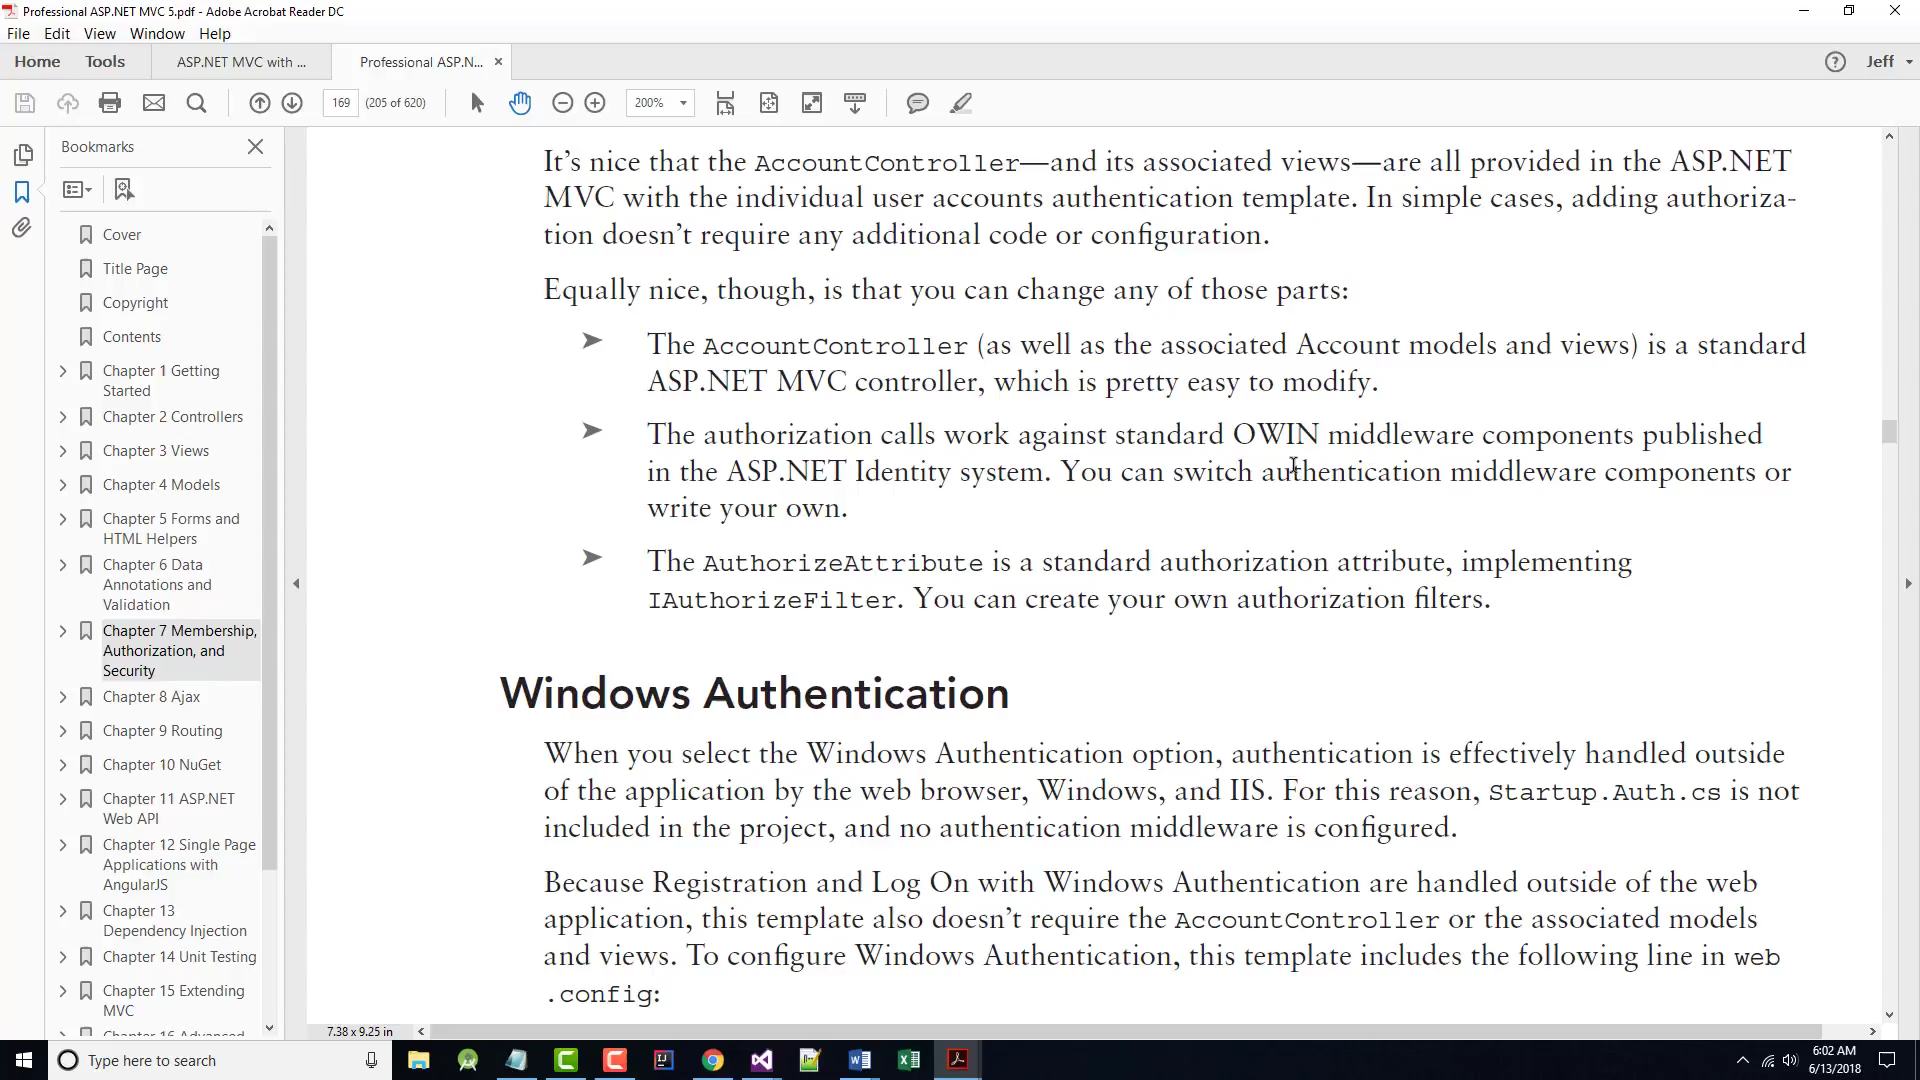 Professional ASP.NET MVC 5.pdf - Adobe Acrobat Reader DC
File Edit View Window Help
Home Tools ASP.NET MVC with ... Professional ASP.N... Jeff
169 (205 of 620) 200%
Bookmarks
Cover
Title Page
Copyright
Contents
Chapter 1 Getting
Started
Chapter 2 Controllers
Chapter 3 Views
Chapter 4 Models
Chapter 5 Forms and
HTML Helpers
Chapter 6 Data
Annotations and
Validation
Chapter 7 Membership,
Authorization, and
Security
Chapter 8 Ajax
Chapter 9 Routing
Chapter 10 NuGet
Chapter 11 ASP.NET
Web API
Chapter 12 Single Page
Applications with
AngularJS
Chapter 13
Dependency Injection
Chapter 14 Unit Testing
Chapter 15 Extending
MVC
Chapter 16 Advanced
It's nice that the AccountController—and its associated views—are all provided in the ASP.NET
MVC with the individual user accounts authentication template. In simple cases, adding authoriza-
tion doesn't require any additional code or configuration.
Equally nice, though, is that you can change any of those parts:
➤ The AccountController (as well as the associated Account models and views) is a standard
ASP.NET MVC controller, which is pretty easy to modify.
➤ The authorization calls work against standard OWIN middleware components published
in the ASP.NET Identity system. You can switch authentication middleware components or
write your own.
➤ The AuthorizeAttribute is a standard authorization attribute, implementing
IAuthorizeFilter. You can create your own authorization filters.
Windows Authentication
When you select the Windows Authentication option, authentication is effectively handled outside
of the application by the web browser, Windows, and IIS. For this reason, Startup.Auth.cs is not
included in the project, and no authentication middleware is configured.
Because Registration and Log On with Windows Authentication are handled outside of the web
application, this template also doesn't require the AccountController or the associated models
and views. To configure Windows Authentication, this template includes the following line in web
.config:
7.38 x 9.25 in
Type here to search
6:02 AM
6/13/2018